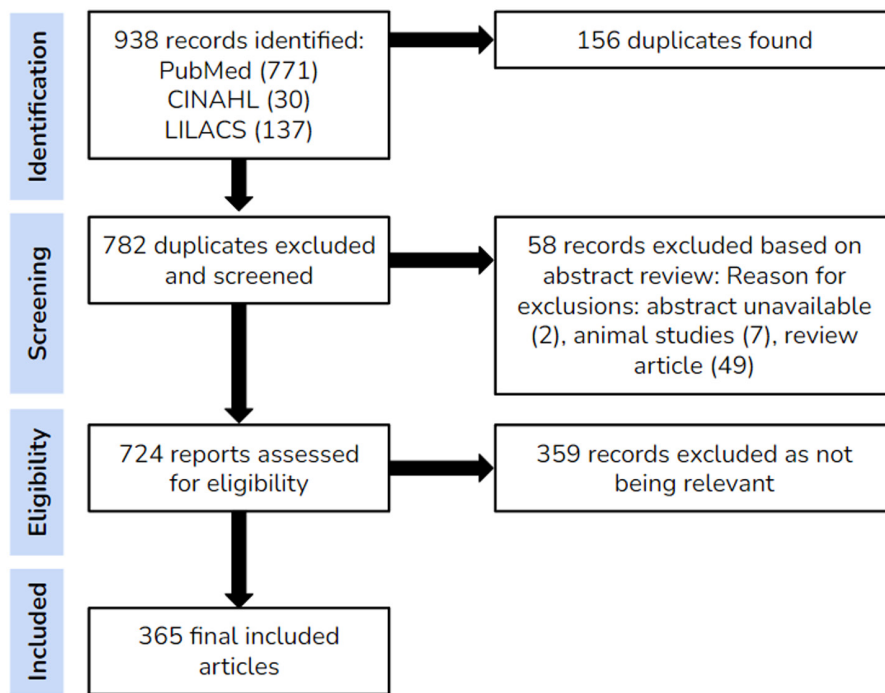 Identification
938 records identified:
PubMed (771)
CINAHL (30)
LILACS (137)
156 duplicates found
Screening
782 duplicates excluded
and screened
58 records excluded based on
abstract review: Reason for
exclusions: abstract unavailable
(2), animal studies (7), review
article (49)
Eligibility
724 reports assessed
for eligibility
359 records excluded as not
being relevant
Included
365 final included
articles